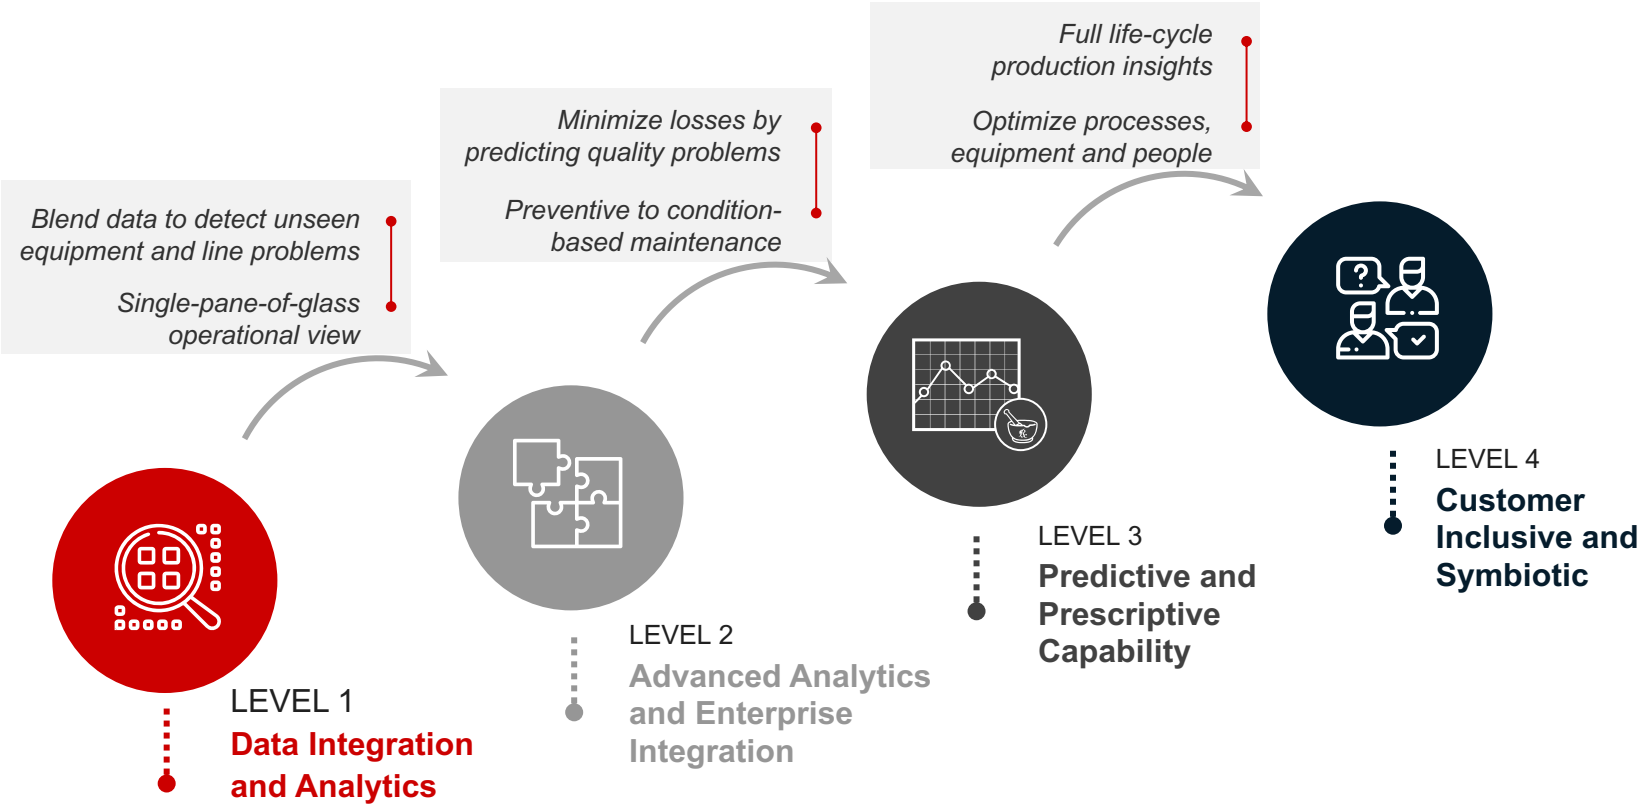 Full life-cycle
production insights
Optimize processes,
equipment and people
Minimize losses by
predicting quality problems
Preventive to condition-
based maintenance
Blend data to detect unseen
equipment and line problems
Single-pane-of-glass
operational view
LEVEL 1
Data Integration
and Analytics
LEVEL 2
Advanced Analytics
and Enterprise
Integration
LEVEL 3
Predictive and
Prescriptive
Capability
LEVEL 4
Customer
Inclusive and
Symbiotic